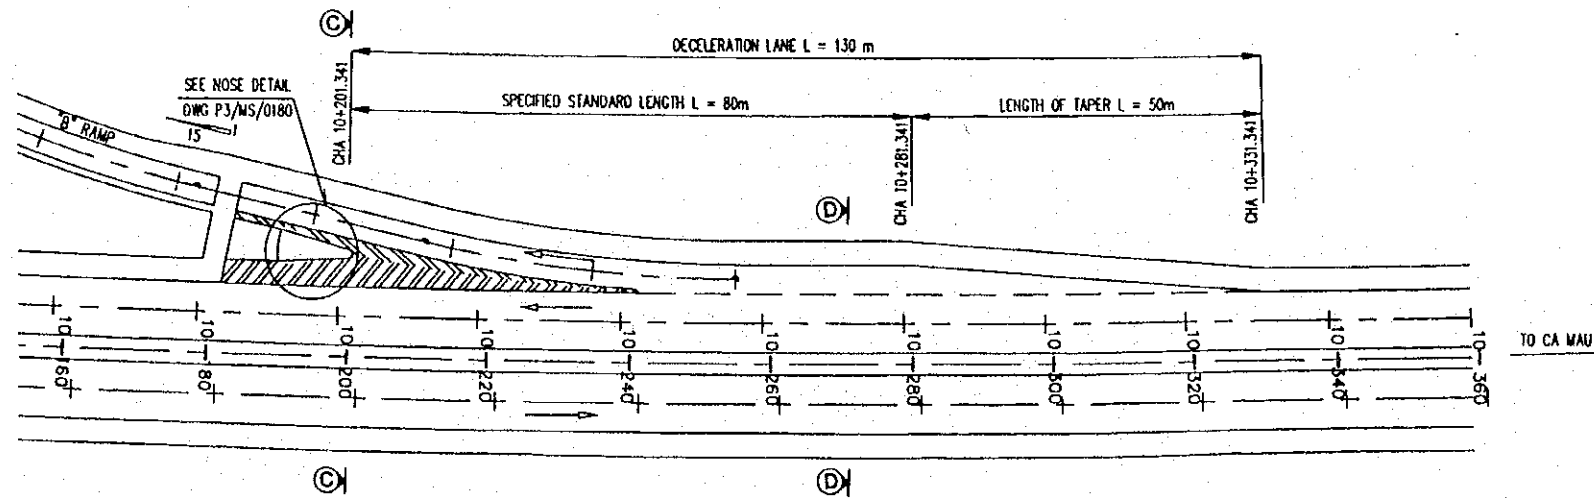 C
DECELERATION LANE L = 130 m
SEE NOSE DETAIL
DWG P3/MS/0180
SPECIFIED STANDARD LENGTH L = 80m
LENGTH OF TAPER L = 50m
"B" RAMP
15
1
CHA 10+201.341
CHA 10+281.341
CHA 10+331.341
D
10-160
10-180
10-200
10-220
10-240
10-260
10-280
10-300
10-320
10-340
10-360
TO CA MAU
C
D